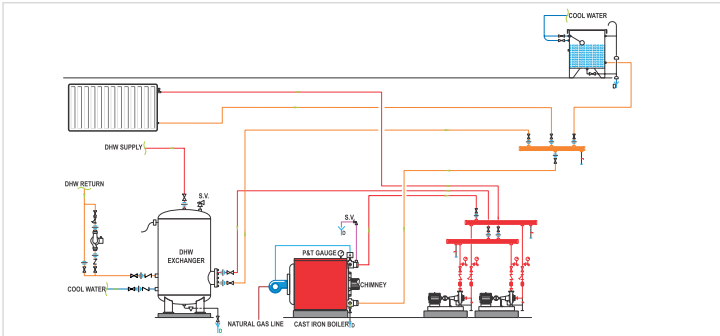 COOL WATER
DHW SUPPLY
DHW RETURN
S.V.
S.V.
P&T GAUGE
DHW
EXCHANGER
CHIMNEY
COOL WATER
NATURAL GAS LINE
CAST IRON BOILER